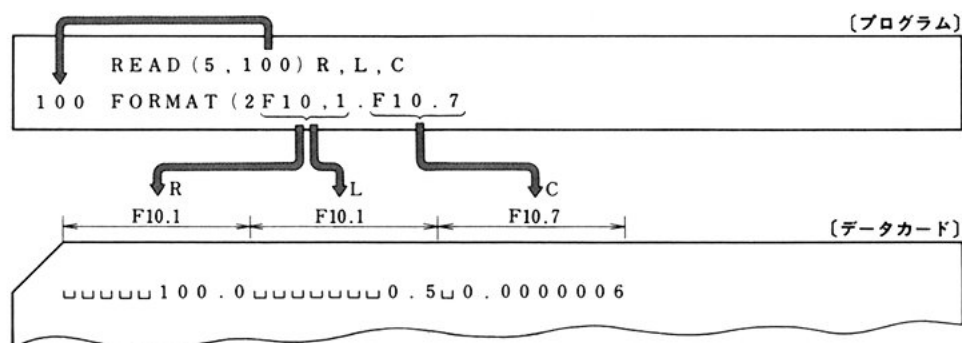 〔プログラム〕
READ(5,100)R,L,C
100 FORMAT(2F10,1.F10.7
R L C
F10.1 F10.1 F10.7
〔データカード〕
␣␣␣␣␣100.0␣␣␣␣␣␣␣0.5␣0.0000006